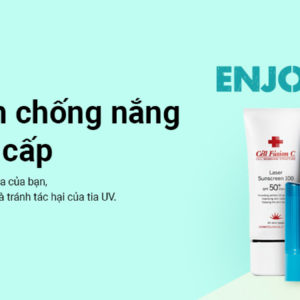 ENJO
n chống nắng
cấp
a của bạn,
à tránh tác hại của tia UV.
Cell Fusion C
Laser
Sunscreen 100
SPF 50+